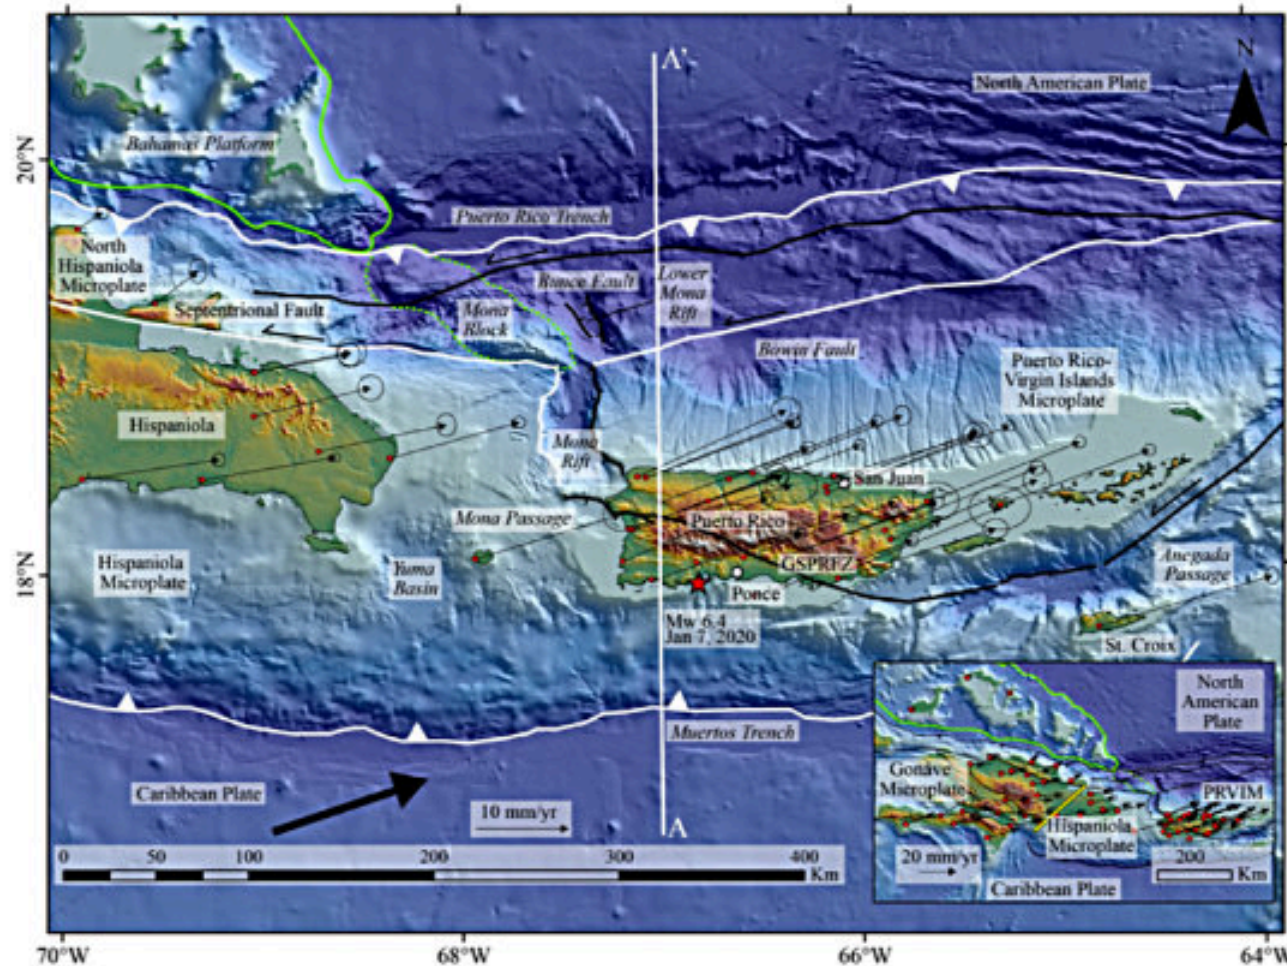 A'
N
North American Plate
20°N
Bahamas Platform
Puerto Rico Trench
North
Hispaniola
Microplate
Bunce Fault
Lower
Mona
Rift
Septentrional Fault
Mona
Block
Bowin Fault
Puerto Rico-
Virgin Islands
Microplate
Hispaniola
Mona
Rift
San Juan
Mona Passage
Puerto Rico
18°N
Hispaniola
Microplate
Yuma
Basin
GSPRFZ
Anegada
Passage
Ponce
Mw 6.4
Jan 7, 2020
St. Croix
Muertos Trench
Caribbean Plate
10 mm/yr
A
0 50 100 200 300 400
Km
North
American
Plate
Gonave
Microplate
PRVIM
Hispaniola
Microplate
20 mm/yr
200
Km
Caribbean Plate
70°W 68°W 66°W 64°W